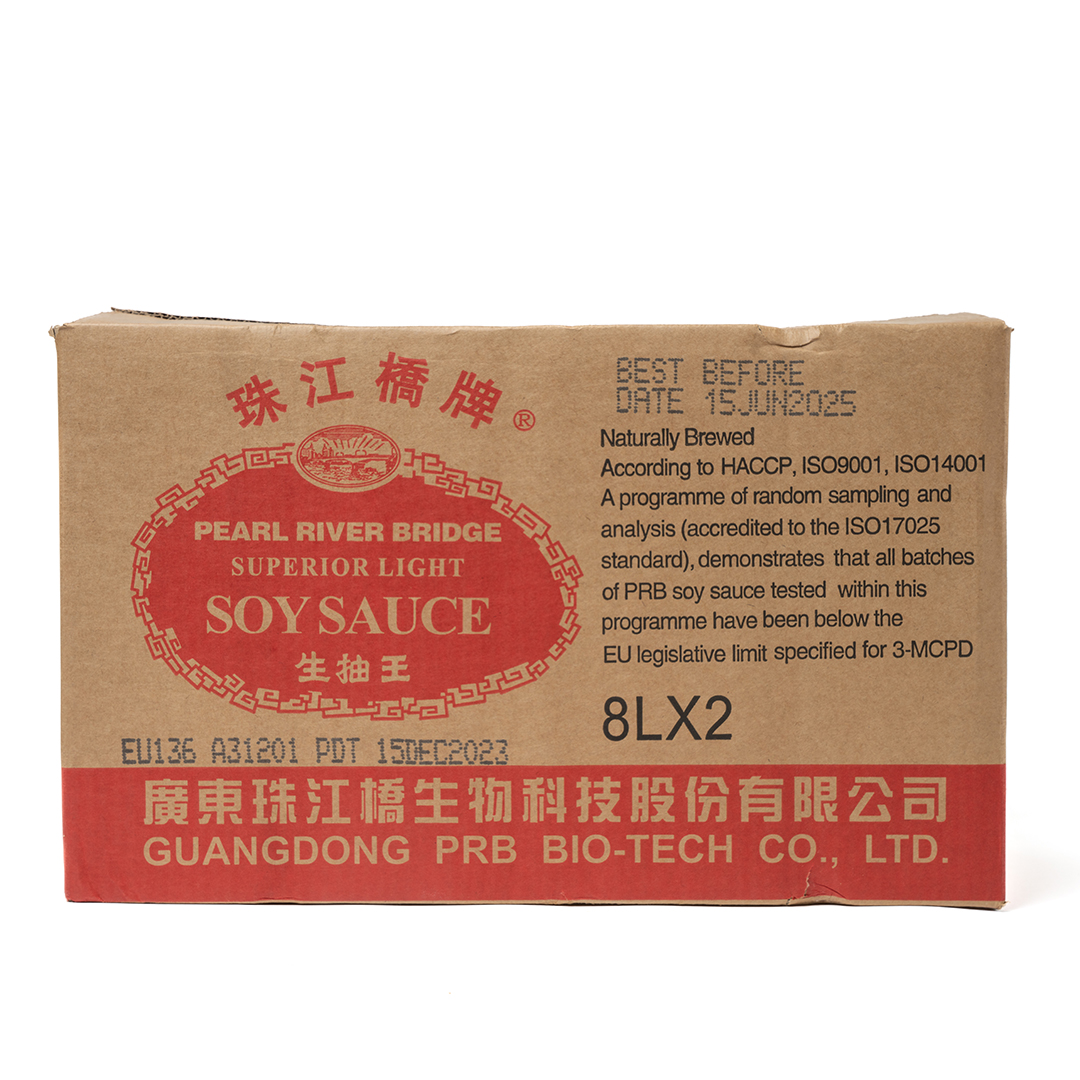 珠江橋牌®
PEARL RIVER BRIDGE
SUPERIOR LIGHT
SOY SAUCE
生抽王
EU136 A31201 PDT 15DEC2023
BEST BEFORE
DATE 15JUN2025
Naturally Brewed
According to HACCP, ISO9001, ISO14001
A programme of random sampling and
analysis (accredited to the ISO17025
standard), demonstrates that all batches
of PRB soy sauce tested within this
programme have been below the
EU legislative limit specified for 3-MCPD
8LX2
廣東珠江橋生物科技股份有限公司
GUANGDONG PRB BIO-TECH CO., LTD.